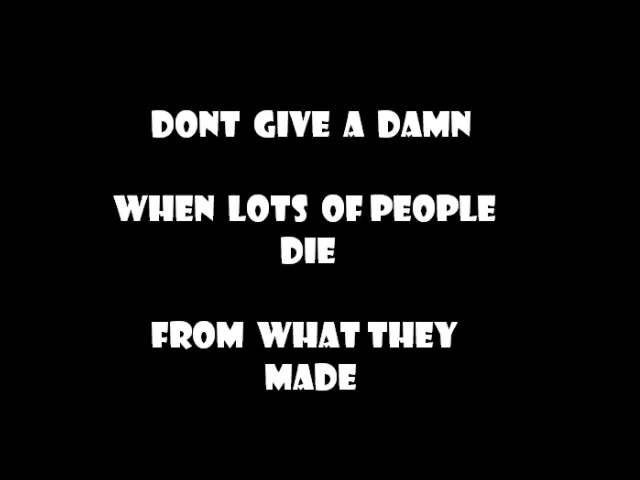 DONT GIVE A DAMN
WHEN LOTS OF PEOPLE
DIE
FROM WHAT THEY
MADE